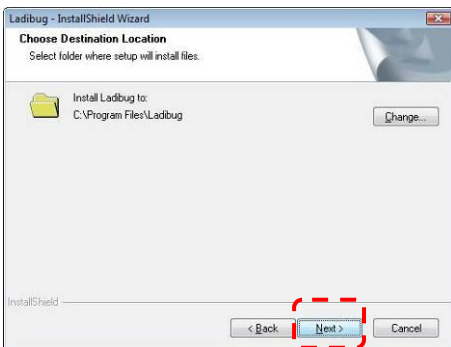 Ladibug - InstallShield Wizard
Choose Destination Location
Select folder where setup will install files.
Install Ladibug to:
C:\Program Files\Ladibug
Change...
InstallShield
< Back
Next >
Cancel